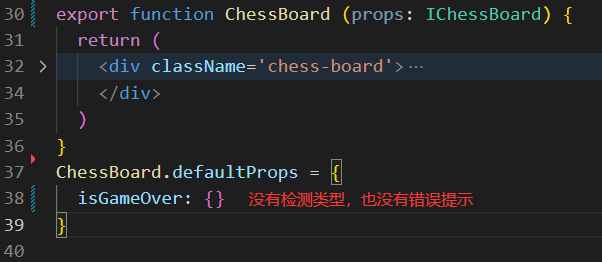 30 export function ChessBoard (props: IChessBoard) {
31   return (
32 >   <div className='chess-board'>⋯
34     </div>
35   )
36 }
37 ChessBoard.defaultProps = {
38   isGameOver: {} 没有检测类型，也没有错误提示
39 }
40